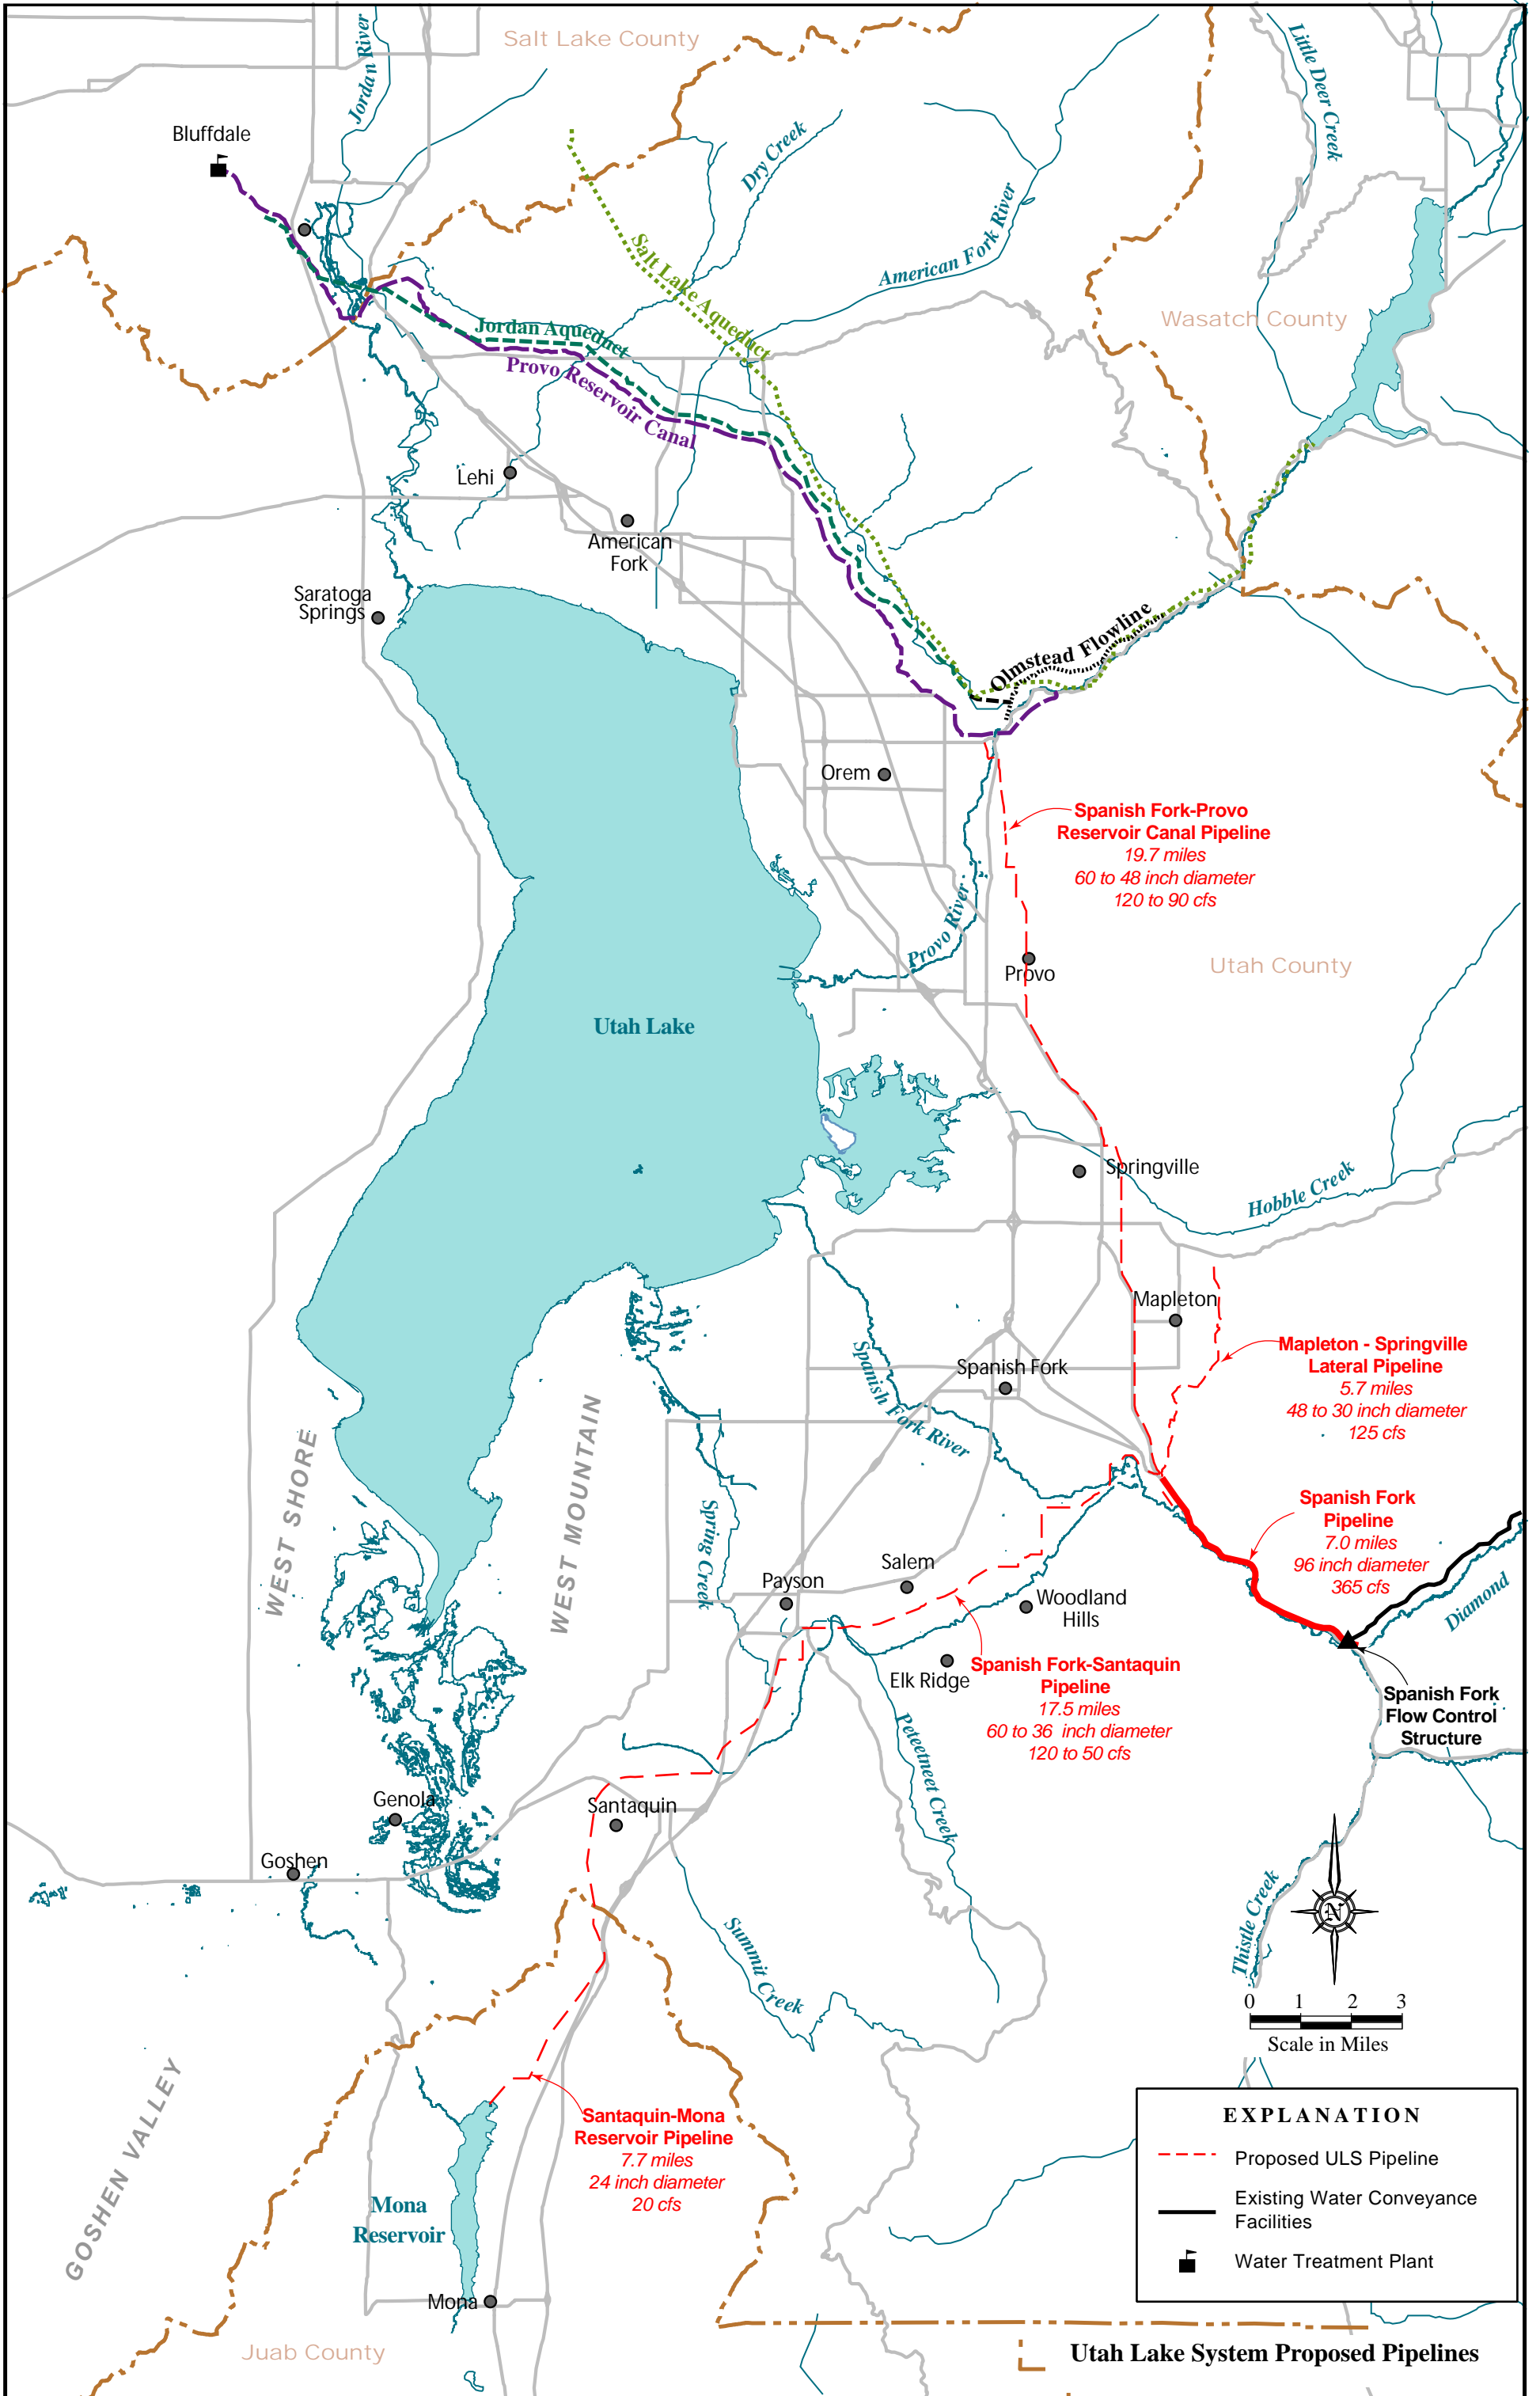 Salt Lake County
Jordan River
Little Deer Creek
Bluffdale
Dry Creek
American Fork River
Salt Lake Aqueduct
Wasatch County
Jordan Aqueduct
Provo Reservoir Canal
Lehi
American
Fork
Saratoga
Springs
Olmstead Flowline
Orem
Spanish Fork-Provo
Reservoir Canal Pipeline
19.7 miles
60 to 48 inch diameter
120 to 90 cfs
Provo River
Provo
Utah County
Utah Lake
Springville
Hobble Creek
Mapleton
Mapleton - Springville
Lateral Pipeline
5.7 miles
48 to 30 inch diameter
125 cfs
Spanish Fork
Spanish Fork River
WEST SHORE
WEST MOUNTAIN
Spring Creek
Spanish Fork
Pipeline
7.0 miles
96 inch diameter
365 cfs
Salem
Payson
Woodland
Hills
Diamond
Elk Ridge
Spanish Fork-Santaquin
Pipeline
17.5 miles
60 to 36 inch diameter
120 to 50 cfs
Spanish Fork
Flow Control
Structure
Peteetneet Creek
Genola
Santaquin
Goshen
Summit Creek
Thistle Creek
N
0 1 2 3
Scale in Miles
GOSHEN VALLEY
Santaquin-Mona
Reservoir Pipeline
7.7 miles
24 inch diameter
20 cfs
Mona
Reservoir
Mona
Juab County
EXPLANATION
Proposed ULS Pipeline
Existing Water Conveyance
Facilities
Water Treatment Plant
Utah Lake System Proposed Pipelines